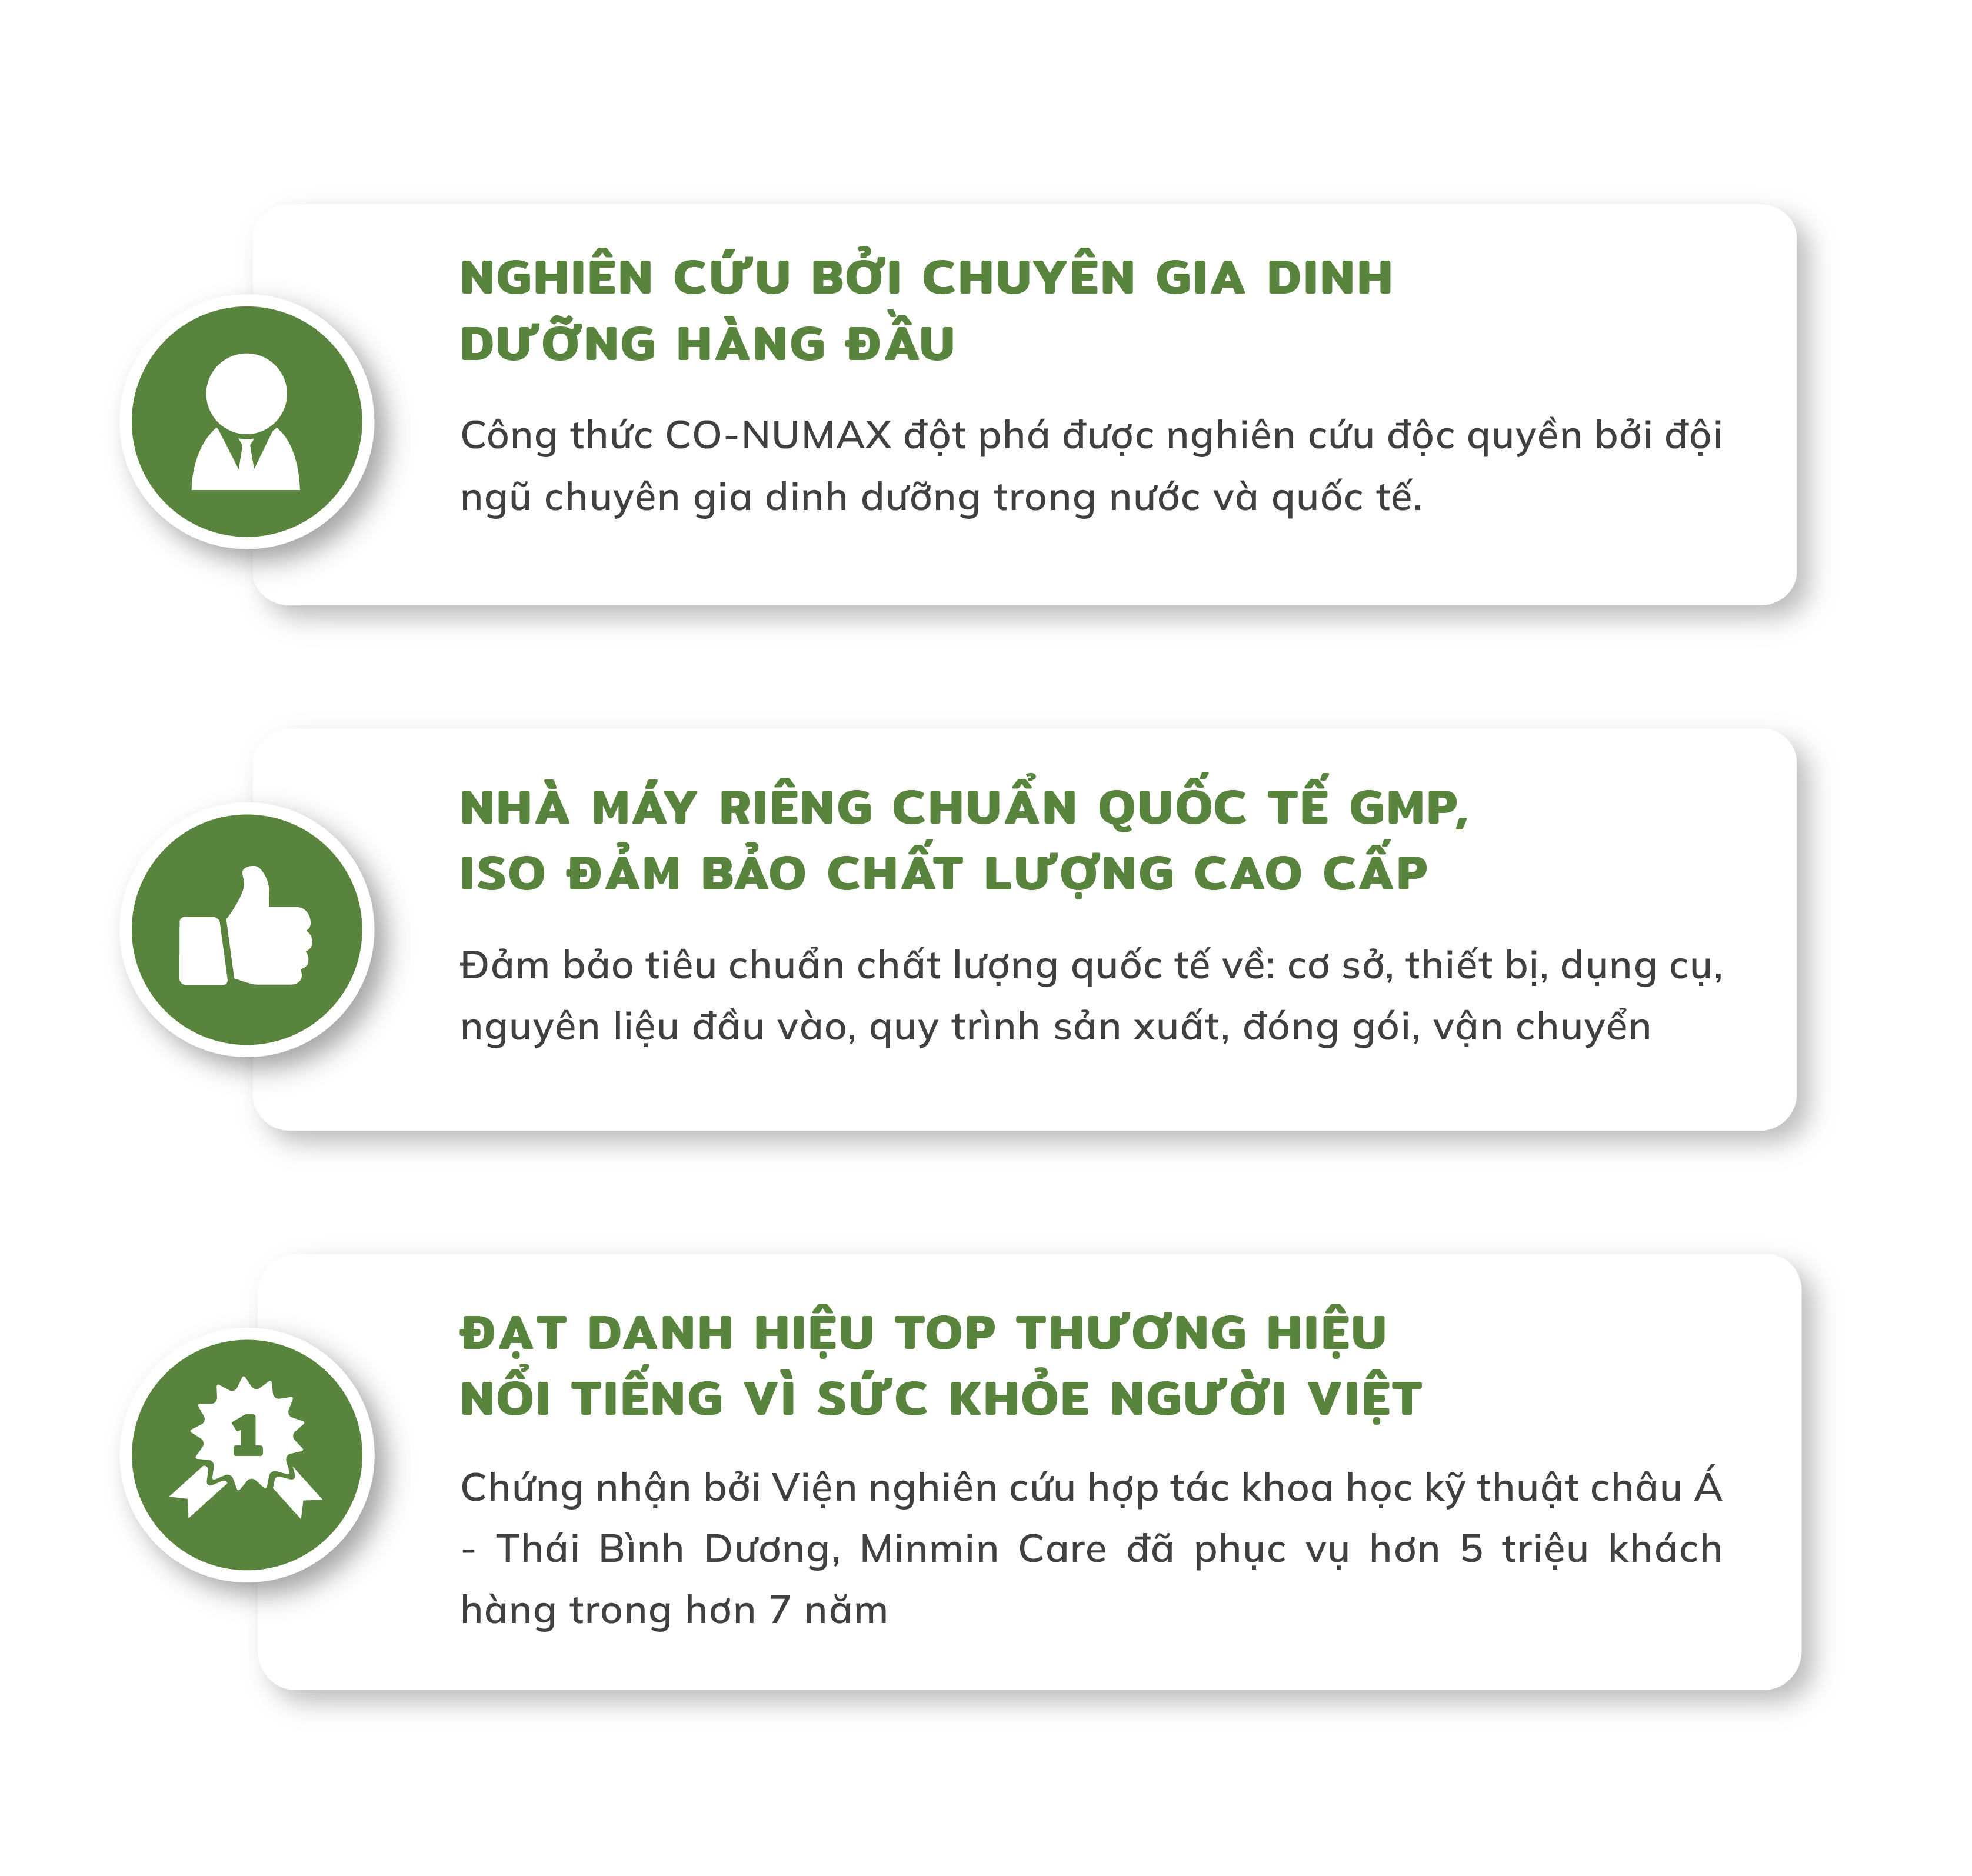 NGHIÊN CỨU BỞI CHUYÊN GIA DINH
DƯỠNG HÀNG ĐẦU
Công thức CO-NUMAX đột phá được nghiên cứu độc quyền bởi đội
ngũ chuyên gia dinh dưỡng trong nước và quốc tế.
NHÀ MÁY RIÊNG CHUẨN QUỐC TẾ GMP,
ISO ĐẢM BẢO CHẤT LƯỢNG CAO CẤP
Đảm bảo tiêu chuẩn chất lượng quốc tế về: cơ sở, thiết bị, dụng cụ,
nguyên liệu đầu vào, quy trình sản xuất, đóng gói, vận chuyển
1
ĐẠT DANH HIỆU TOP THƯƠNG HIỆU
NỔI TIẾNG VÌ SỨC KHỎE NGƯỜI VIỆT
Chứng nhận bởi Viện nghiên cứu hợp tác khoa học kỹ thuật châu Á
- Thái Bình Dương, Minmin Care đã phục vụ hơn 5 triệu khách
hàng trong hơn 7 năm